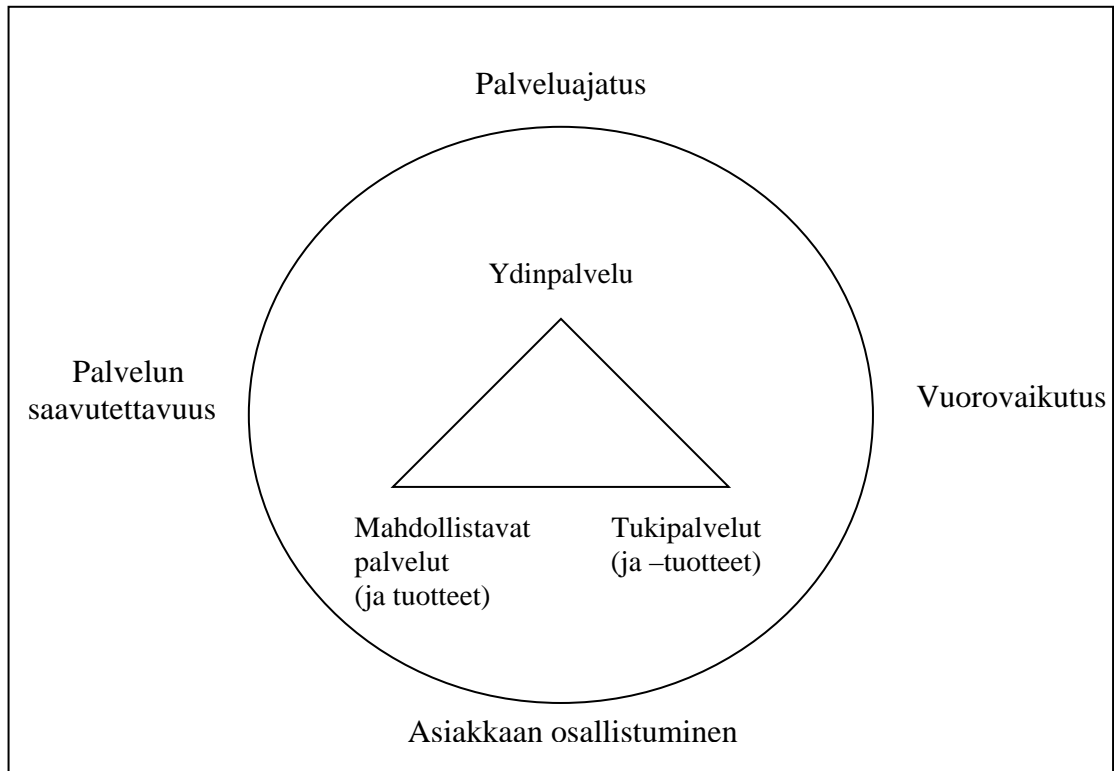 Palveluajatus
Ydinpalvelu
Palvelun
saavutettavuus
Vuorovaikutus
Mahdollistavat
palvelut
(ja tuotteet)
Tukipalvelut
(ja –tuotteet)
Asiakkaan osallistuminen